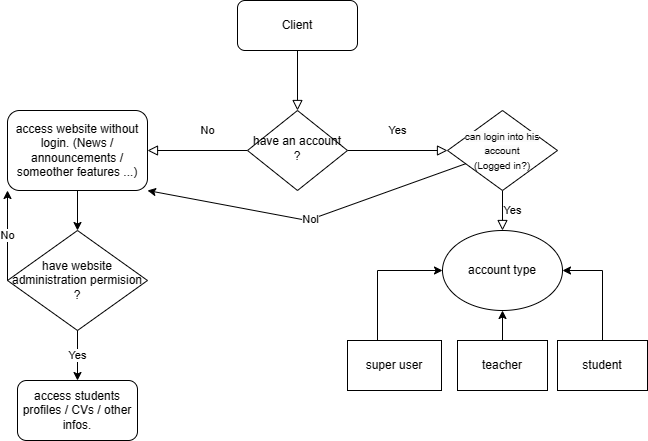 Client
have an account
?
No
Yes
can login into his
account
(Logged in?)
access website without
login. (News /
announcements /
someother features ...)
Nol
Yes
No
have website
administration permision
?
account type
Yes
super user
teacher
student
access students
profiles / CVs / other
infos.